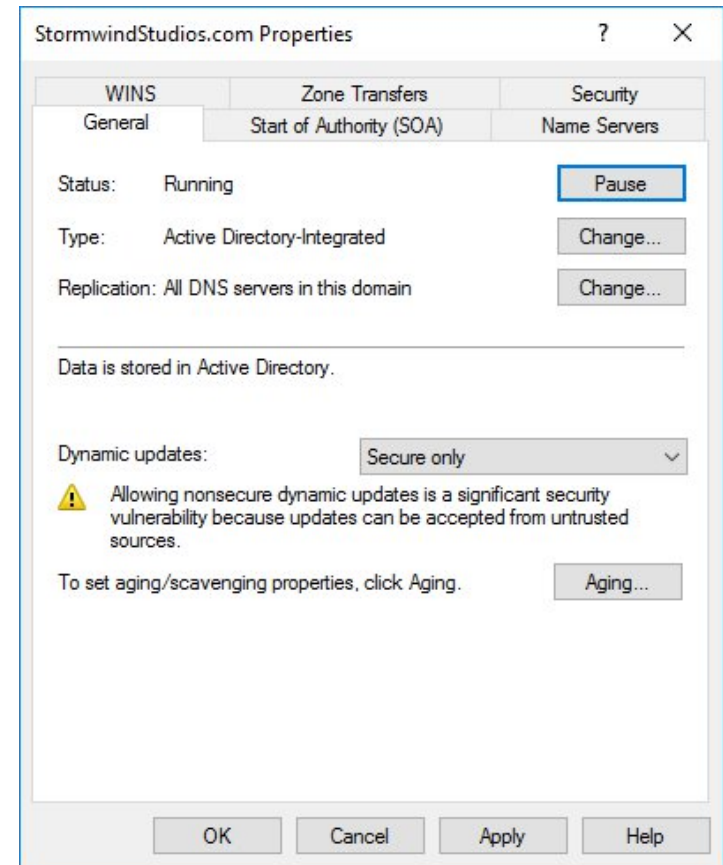 StormwindStudios.com Properties
?
WINS
Zone Transfers
Security
General
Start of Authority (SOA)
Name Servers
Status: Running
Pause
Type: Active Directory-Integrated
Change...
Replication: All DNS servers in this domain
Change...
Data is stored in Active Directory.
Dynamic updates:
Secure only
Allowing nonsecure dynamic updates is a significant security
vulnerability because updates can be accepted from untrusted
sources.
To set aging/scavenging properties, click Aging.
Aging...
OK
Cancel
Apply
Help